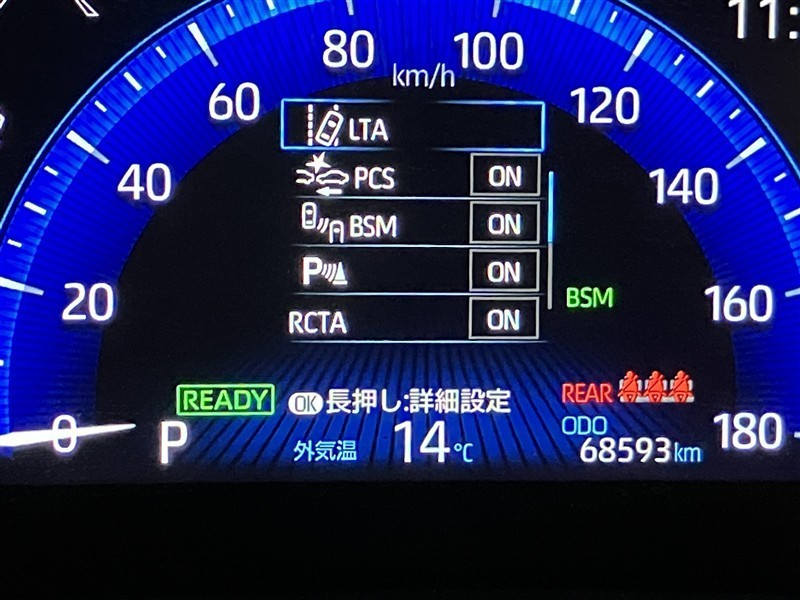 11:
80
100
km/h
60
120
LTA
40
PCS ON
140
BSM ON
P ON
20
BSM
160
RCTA ON
READY
OK 長押し:詳細設定
REAR
0
P
外気温 14℃
ODO
68593km
180